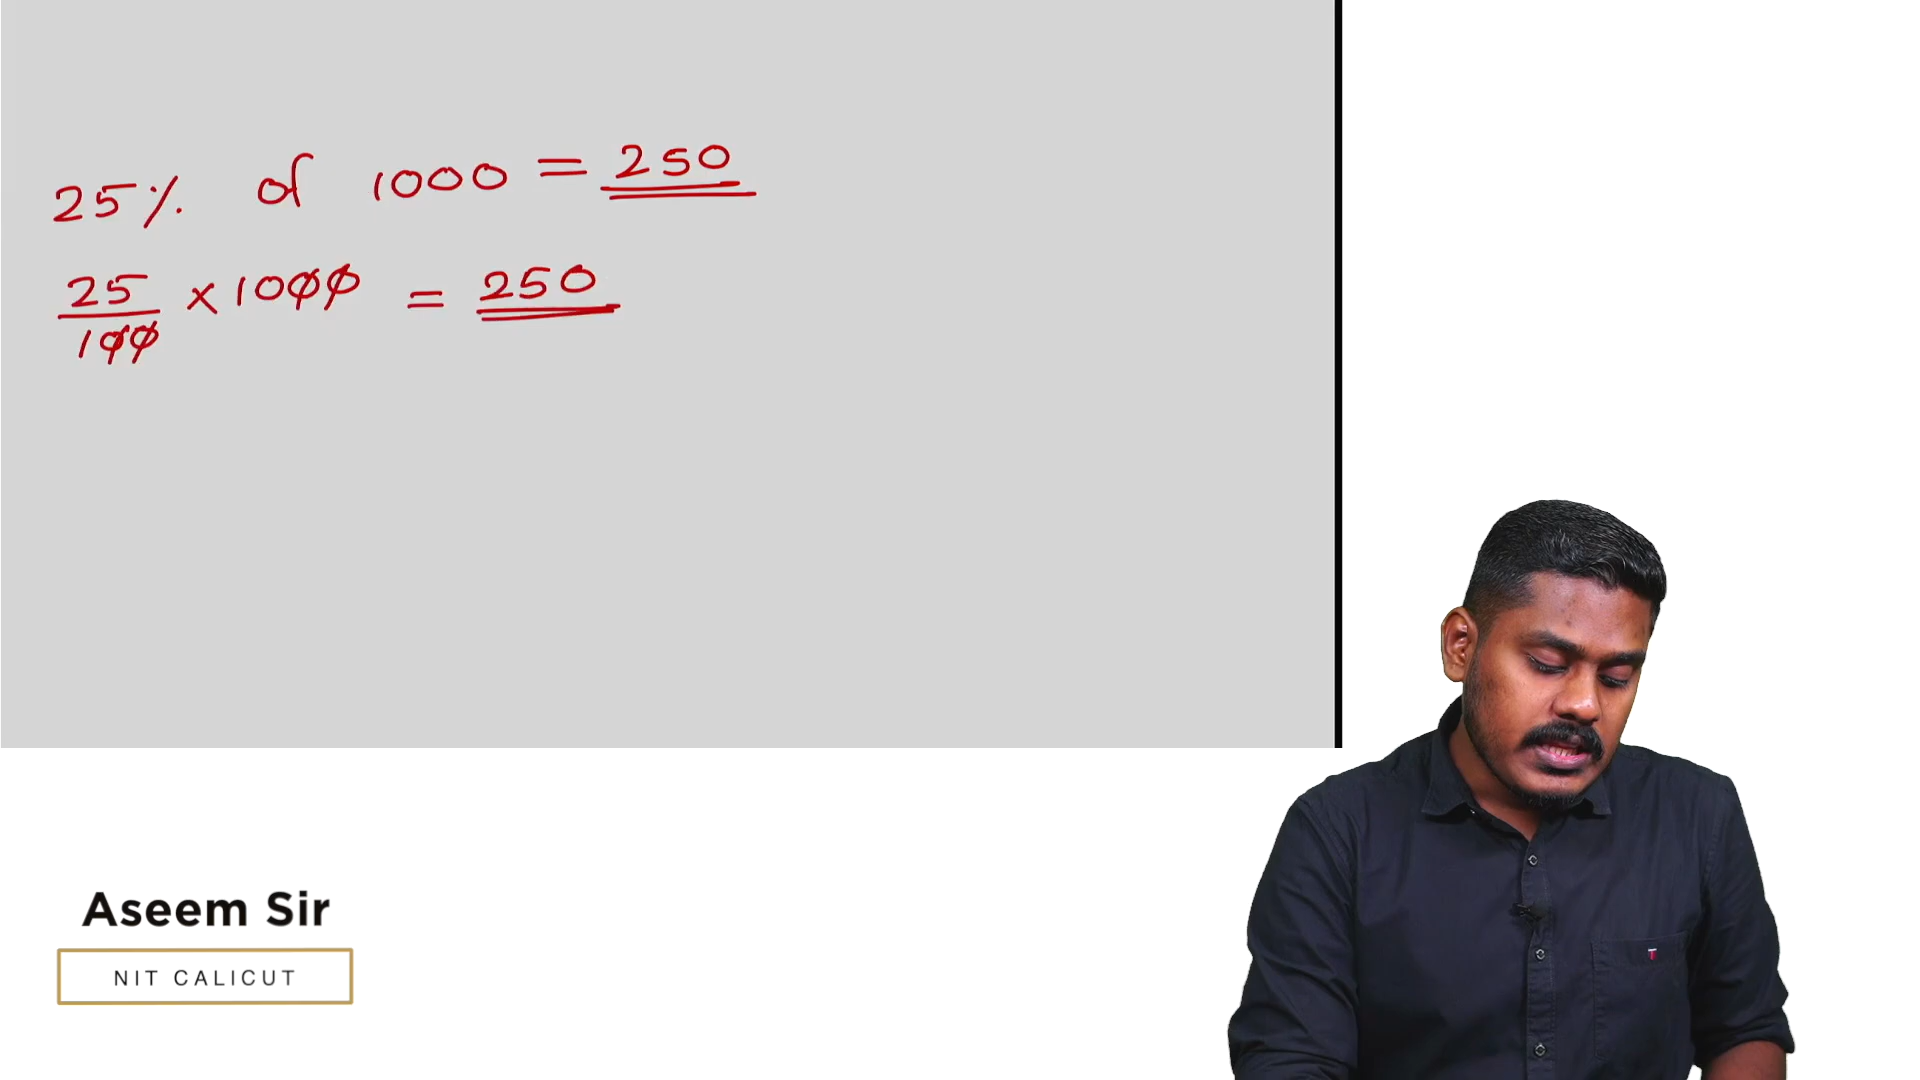 25% of 1000 = 250
25/100 × 1000 = 250
Aseem Sir
NIT CALICUT